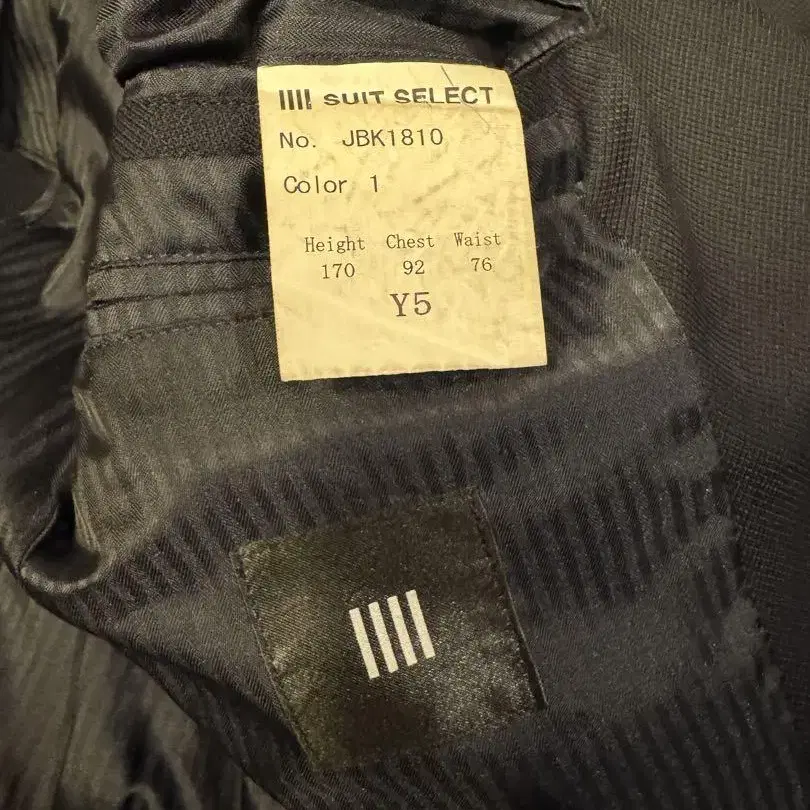 SUIT SELECT
No. JBK1810
Color 1
Height Chest Waist
170 92 76
Y5